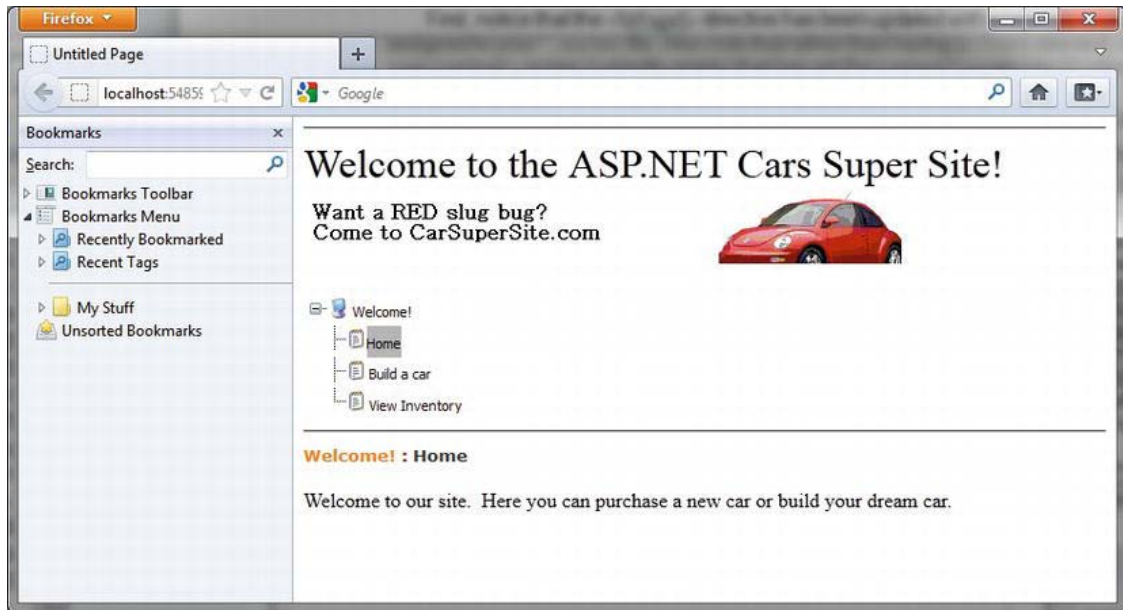 Firefox
Untitled Page
localhost:5485
Google
Bookmarks
Search:
Bookmarks Toolbar
Bookmarks Menu
Recently Bookmarked
Recent Tags
My Stuff
Unsorted Bookmarks
Welcome to the ASP.NET Cars Super Site!
Want a RED slug bug?
Come to CarSuperSite.com
Welcome!
Home
Build a car
View Inventory
Welcome! : Home
Welcome to our site. Here you can purchase a new car or build your dream car.